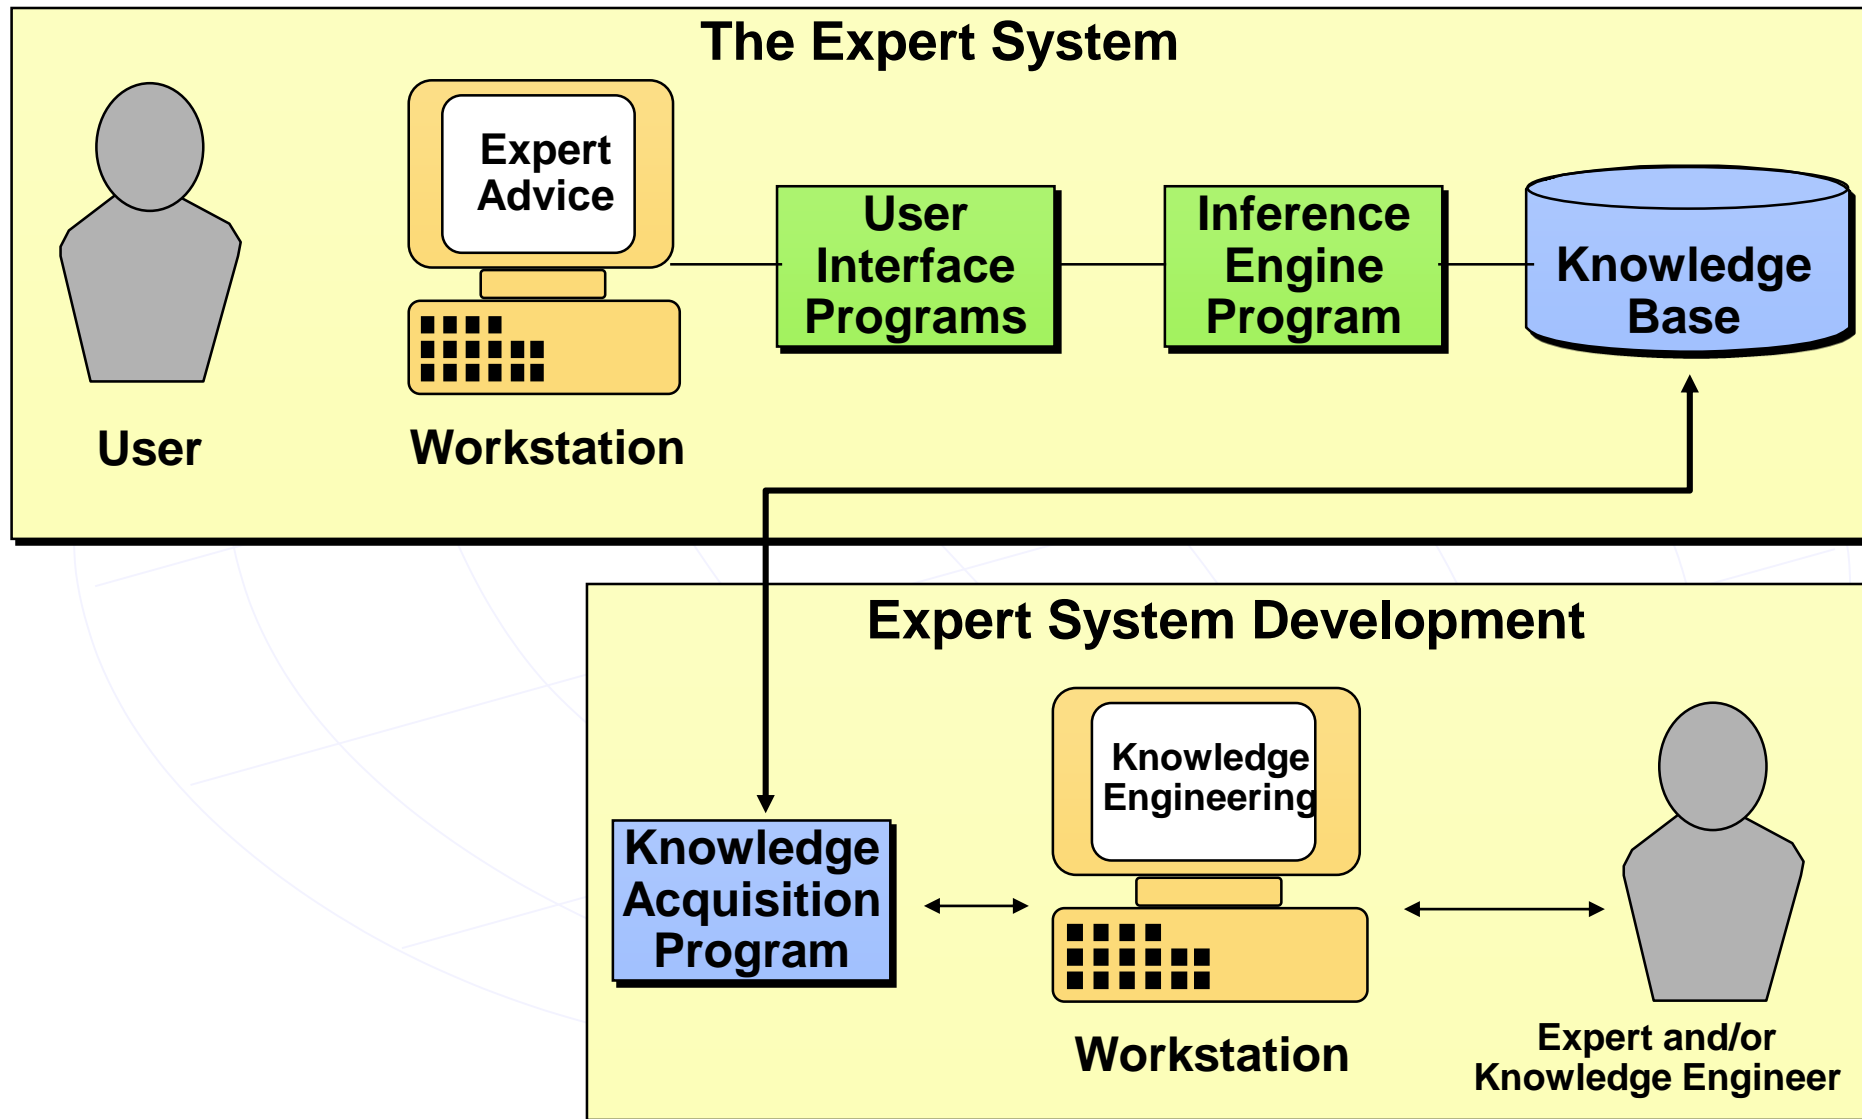 The Expert System
Expert
Advice
User
Interface
Programs
Inference
Engine
Program
Knowledge
Base
User
Workstation
Expert System Development
Knowledge
Engineering
Knowledge
Acquisition
Program
Workstation
Expert and/or
Knowledge Engineer